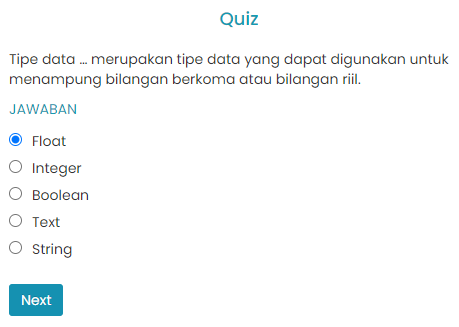 Quiz
Tipe data ... merupakan tipe data yang dapat digunakan untuk
menampung bilangan berkoma atau bilangan riil.
JAWABAN
Float
Integer
Boolean
Text
String
Next